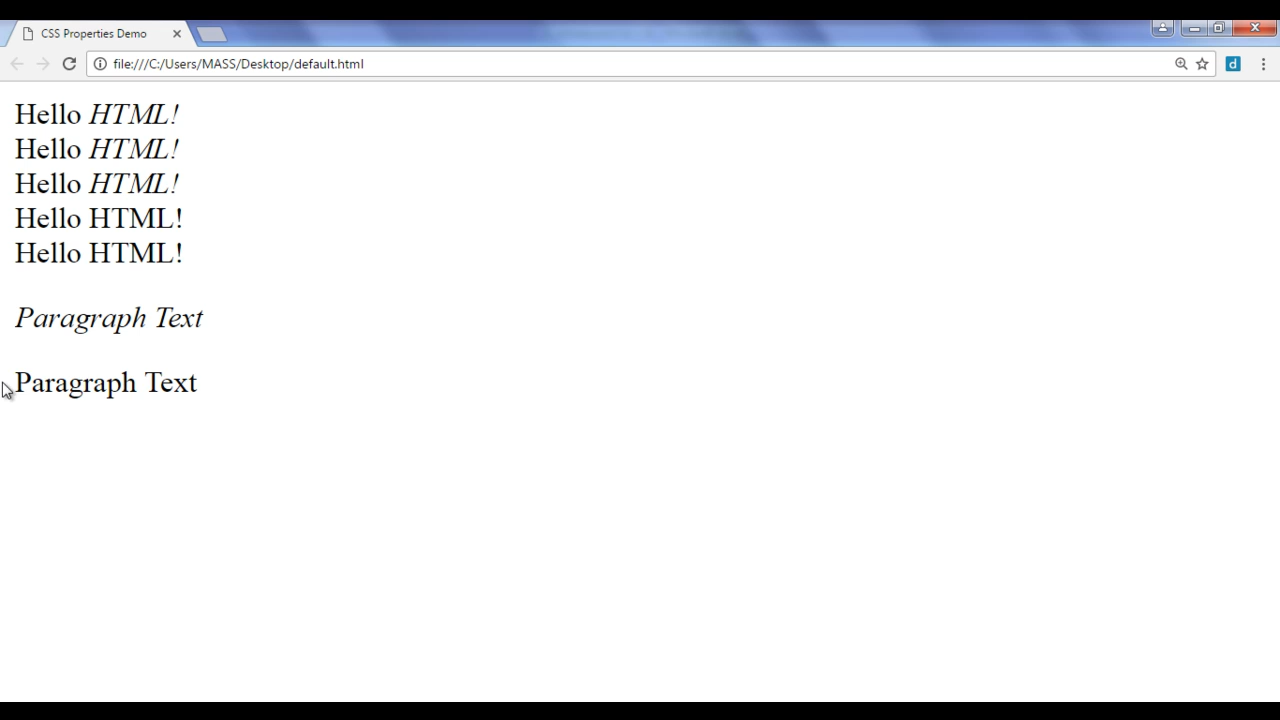 CSS Properties Demo
file:///C:/Users/MASS/Desktop/default.html
d
Hello HTML!
Hello HTML!
Hello HTML!
Hello HTML!
Hello HTML!
Paragraph Text
Paragraph Text